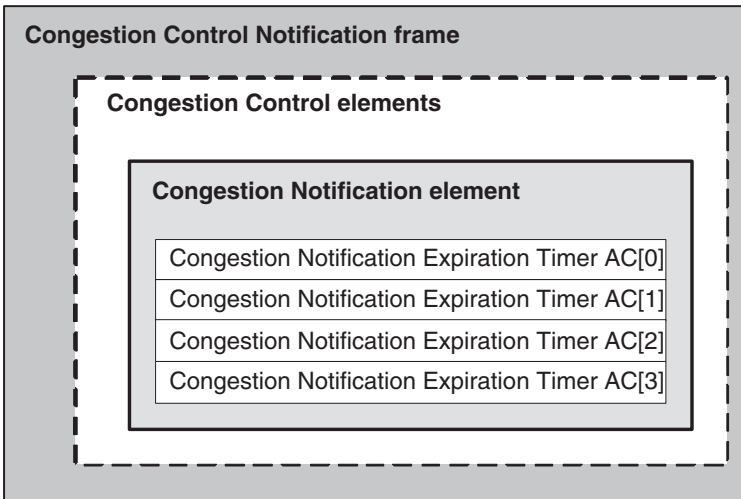 Congestion Control Notification frame
Congestion Control elements
Congestion Notification element
Congestion Notification Expiration Timer AC[0]
Congestion Notification Expiration Timer AC[1]
Congestion Notification Expiration Timer AC[2]
Congestion Notification Expiration Timer AC[3]